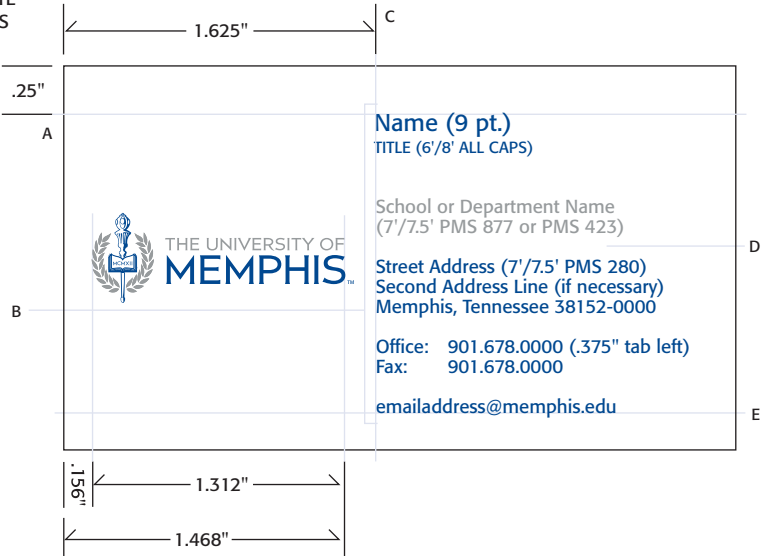 TE
S
1.625"
C
.25"
A
Name (9 pt.)
TITLE (6'/8' ALL CAPS)
School or Department Name
(7'/7.5' PMS 877 or PMS 423)
D
THE UNIVERSITY OF
MEMPHIS™
MCMXII
Street Address (7'/7.5' PMS 280)
Second Address Line (if necessary)
Memphis, Tennessee 38152-0000
B
Office: 901.678.0000 (.375" tab left)
Fax: 901.678.0000
emailaddress@memphis.edu
E
.156"
1.312"
1.468"